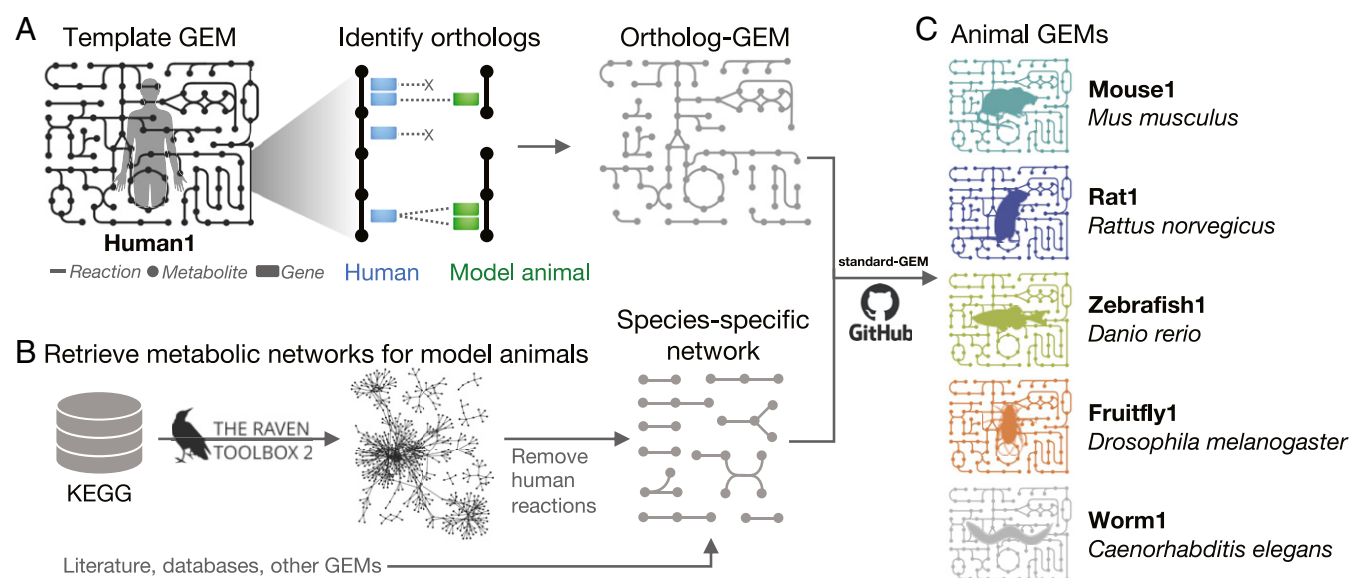 A
Template GEM
Human1
Reaction Metabolite Gene
Identify orthologs
X
X
Human Model animal
Ortholog-GEM
B Retrieve metabolic networks for model animals
KEGG
THE RAVEN
TOOLBOX 2
Remove
human
reactions
Species-specific
network
Literature, databases, other GEMs
standard-GEM
GitHub
C Animal GEMs
Mouse1
Mus musculus
Rat1
Rattus norvegicus
Zebrafish1
Danio rerio
Fruitfly1
Drosophila melanogaster
Worm1
Caenorhabditis elegans